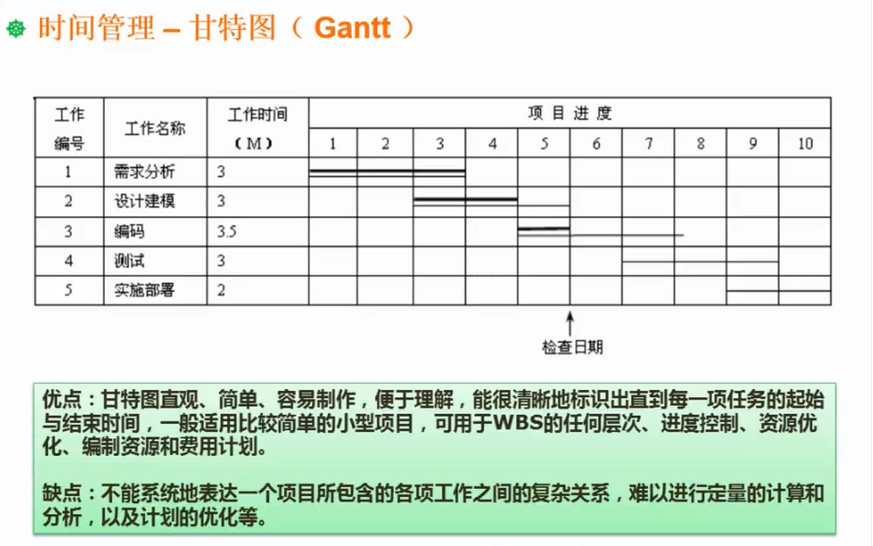 时间管理 – 甘特图（ Gantt ）
工作编号 工作名称 工作时间（M） 项 目 进 度
1 2 3 4 5 6 7 8 9 10
1 需求分析 3
2 设计建模 3
3 编码 3.5
4 测试 3
5 实施部署 2
检查日期
优点：甘特图直观、简单、容易制作，便于理解，能很清晰地标识出直到每一项任务的起始
与结束时间，一般适用比较简单的小型项目，可用于WBS的任何层次、进度控制、资源优
化、编制资源和费用计划。
缺点：不能系统地表达一个项目所包含的各项工作之间的复杂关系，难以进行定量的计算和
分析，以及计划的优化等。